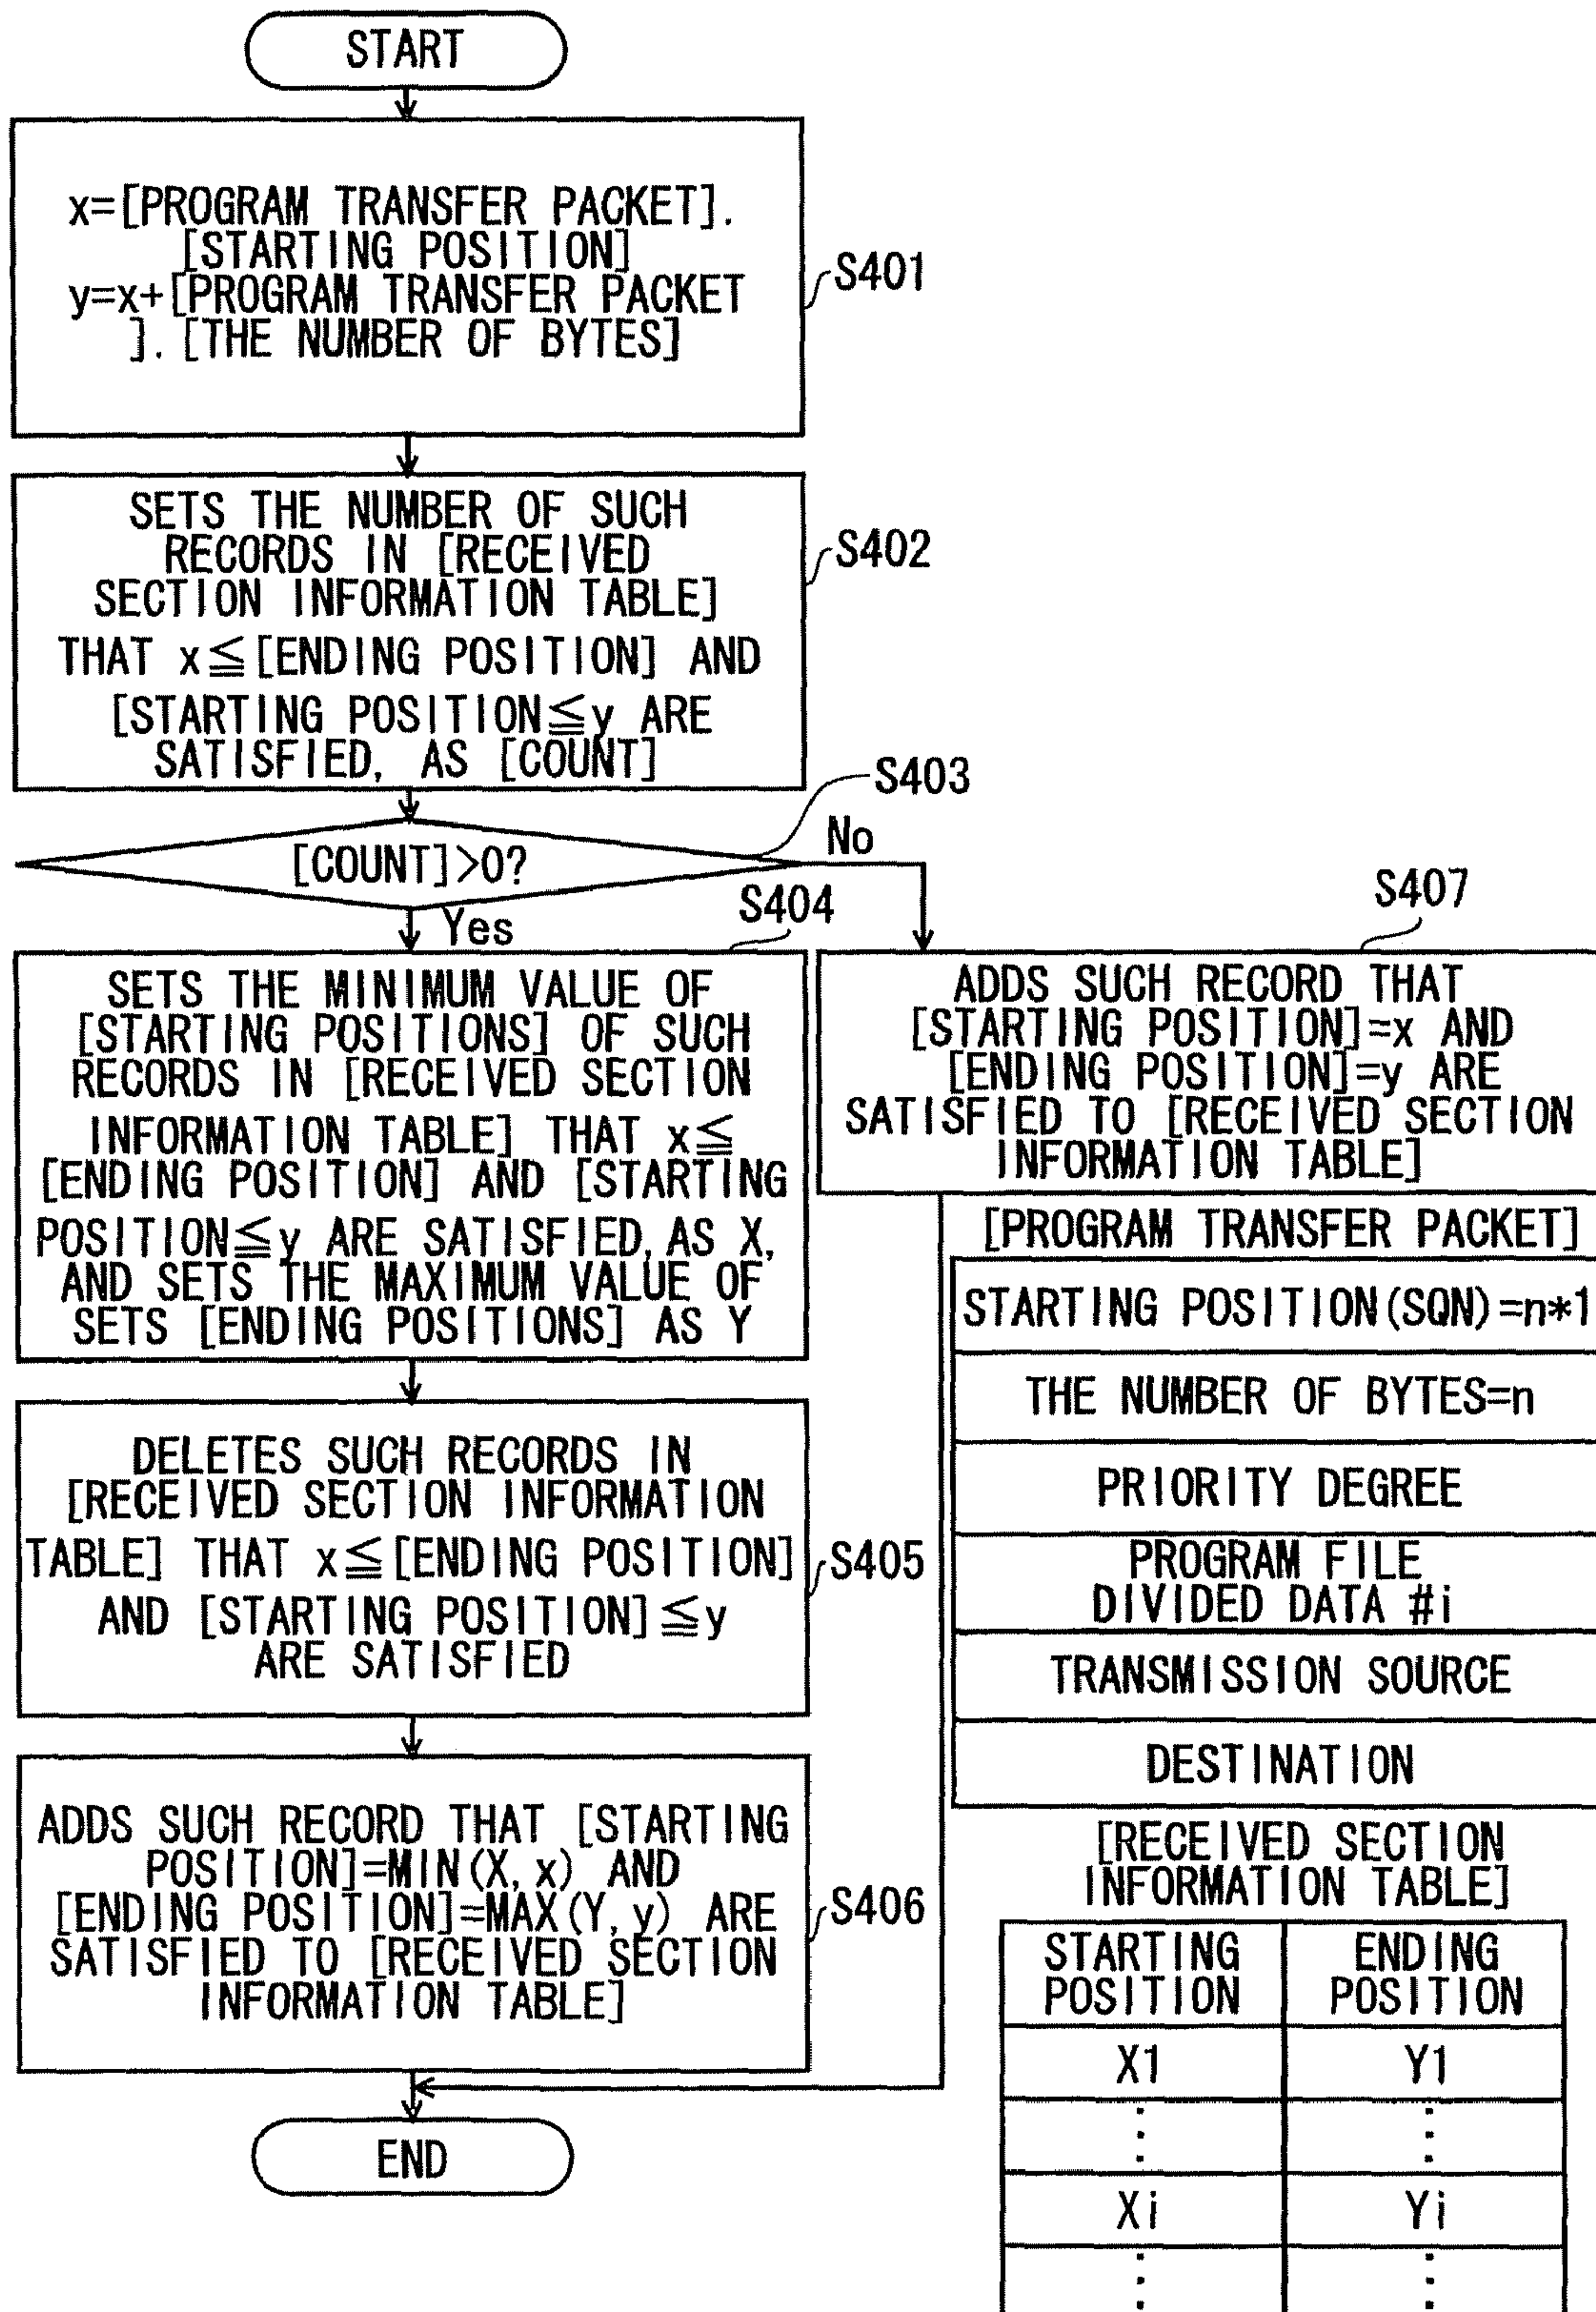 START
x=[PROGRAM TRANSFER PACKET].
[STARTING POSITION]
y=x+[PROGRAM TRANSFER PACKET
].[THE NUMBER OF BYTES]
S401
SETS THE NUMBER OF SUCH
RECORDS IN [RECEIVED
SECTION INFORMATION TABLE]
THAT x≦[ENDING POSITION] AND
[STARTING POSITION≦y ARE
SATISFIED, AS [COUNT]
S402
[COUNT]>0?
S403
No
Yes
S404
SETS THE MINIMUM VALUE OF
[STARTING POSITIONS] OF SUCH
RECORDS IN [RECEIVED SECTION
INFORMATION TABLE] THAT x≦
[ENDING POSITION] AND [STARTING
POSITION≦y ARE SATISFIED, AS X,
AND SETS THE MAXIMUM VALUE OF
SETS [ENDING POSITIONS] AS Y
DELETES SUCH RECORDS IN
[RECEIVED SECTION INFORMATION
TABLE] THAT x≦[ENDING POSITION]
AND [STARTING POSITION]≦y
ARE SATISFIED
S405
ADDS SUCH RECORD THAT [STARTING
POSITION]=MIN(X,x) AND
[ENDING POSITION]=MAX(Y,y) ARE
SATISFIED TO [RECEIVED SECTION
INFORMATION TABLE]
S406
END
S407
ADDS SUCH RECORD THAT
[STARTING POSITION]=x AND
[ENDING POSITION]=y ARE
SATISFIED TO [RECEIVED SECTION
INFORMATION TABLE]
[PROGRAM TRANSFER PACKET]
STARTING POSITION(SQN)=n*1
THE NUMBER OF BYTES=n
PRIORITY DEGREE
PROGRAM FILE
DIVIDED DATA #i
TRANSMISSION SOURCE
DESTINATION
[RECEIVED SECTION
INFORMATION TABLE]
STARTING POSITION
ENDING POSITION
X1 Y1
⋮ ⋮
Xi Yi
⋮ ⋮